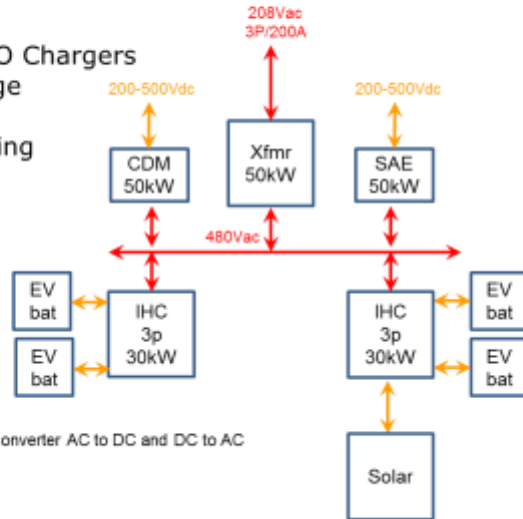 208Vac
3P/200A
O Chargers
200-500Vdc
200-500Vdc
CDM
50kW
Xfmr
50kW
SAE
50kW
480Vac
EV
bat
IHC
3p
30kW
IHC
3p
30kW
EV
bat
EV
bat
EV
bat
onverter AC to DC and DC to AC
Solar